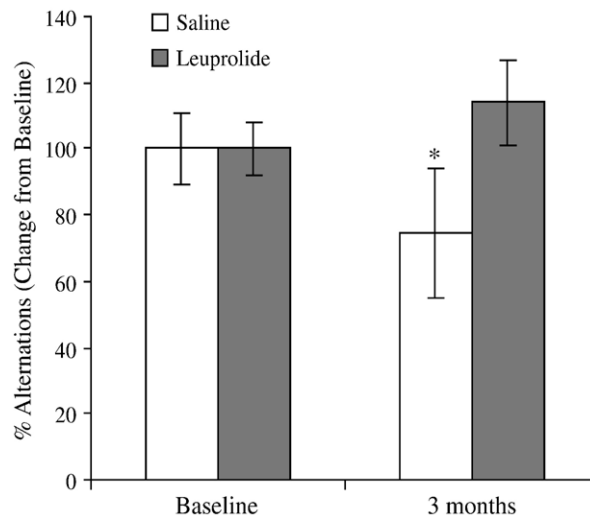 % Alternations (Change from Baseline)
140
120
100
80
60
40
20
0
Saline
Leuprolide
*
Baseline
3 months